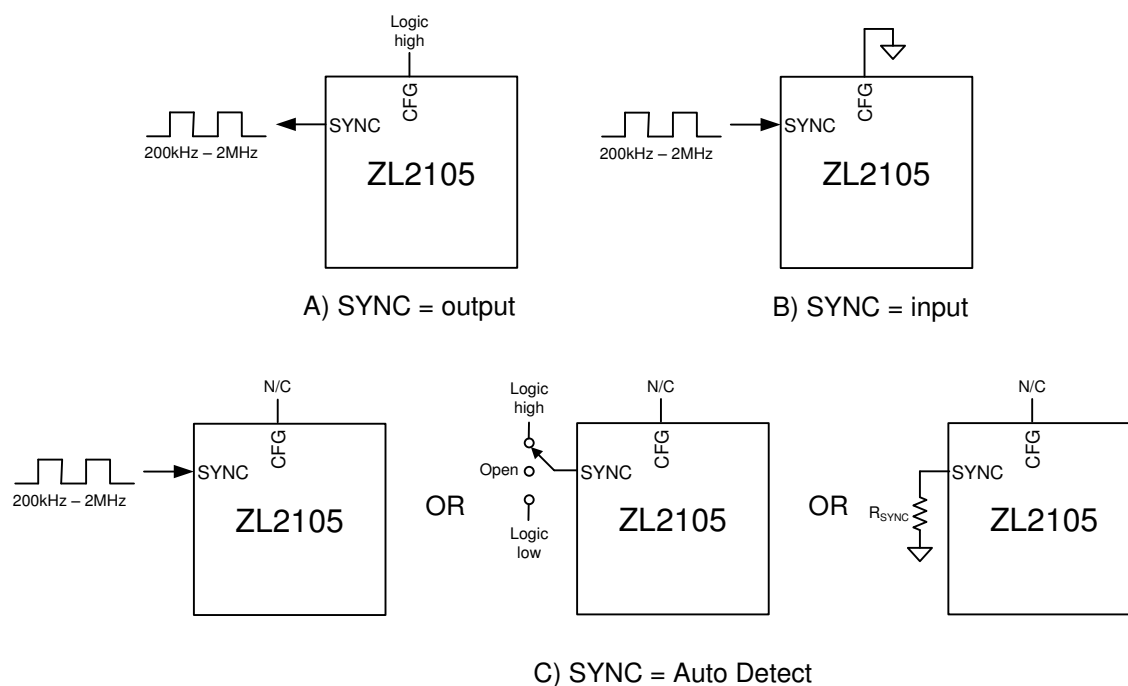 Logic
high
CFG
SYNC
200kHz – 2MHz
ZL2105
A) SYNC = output
CFG
SYNC
200kHz – 2MHz
ZL2105
B) SYNC = input
N/C
CFG
SYNC
200kHz – 2MHz
ZL2105
OR
Logic
high
Open
Logic
low
N/C
CFG
SYNC
ZL2105
OR
N/C
CFG
SYNC
RSYNC
ZL2105
C) SYNC = Auto Detect